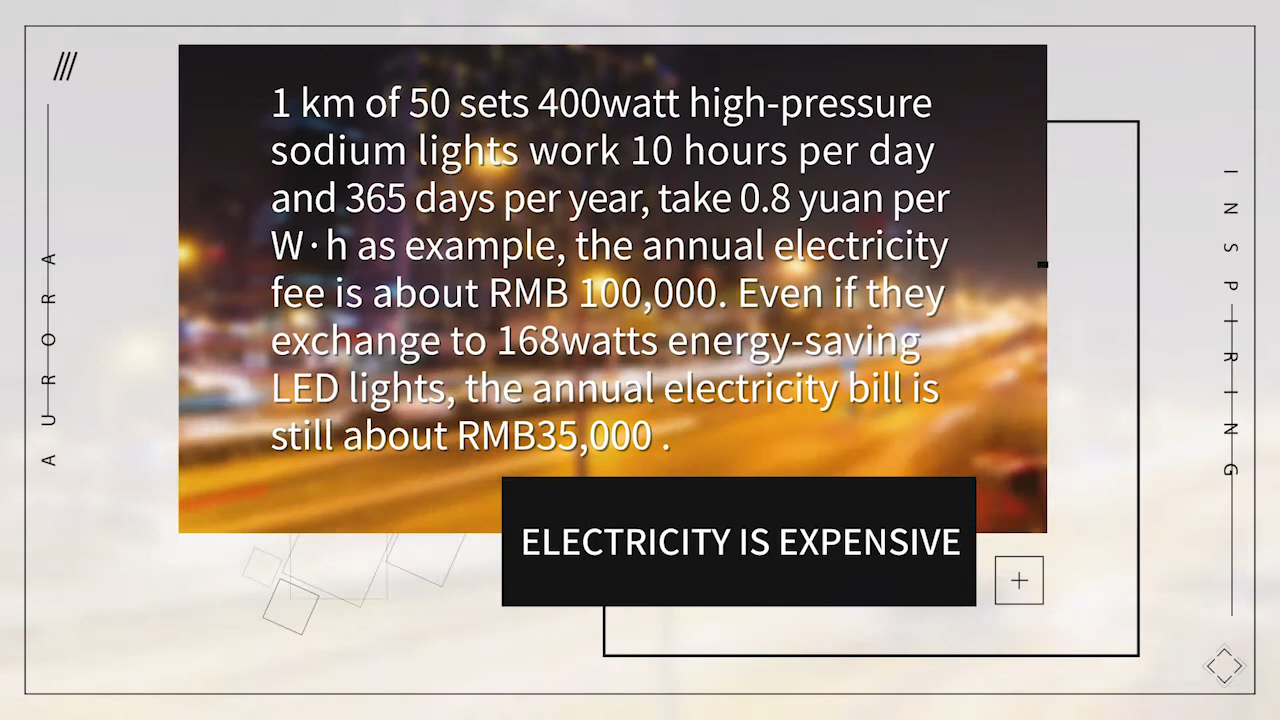 1 km of 50 sets 400watt high-pressure
sodium lights work 10 hours per day
and 365 days per year, take 0.8 yuan per
W·h as example, the annual electricity
fee is about RMB 100,000. Even if they
exchange to 168watts energy-saving
LED lights, the annual electricity bill is
still about RMB35,000 .
ELECTRICITY IS EXPENSIVE
AURORA
INSPIRING